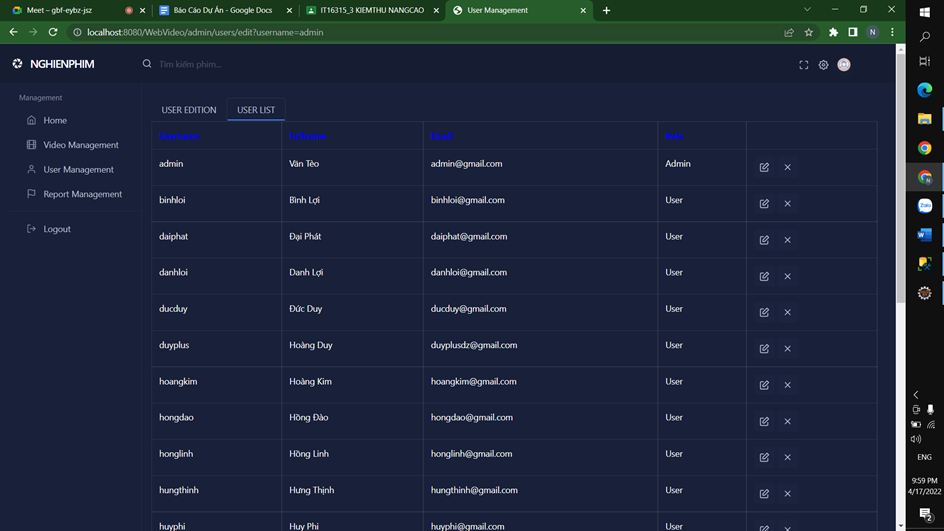 Meet – gbf-eybz-jsz
Báo Cáo Dự Án - Google Docs
IT16315_3 KIEMTHU NANGCAO
User Management
localhost:8080/WebVideo/admin/users/edit?username=admin
N
NGHIENPHIM
Tìm kiếm phim...
Management
Home
Video Management
User Management
Report Management
Logout
USER EDITION
USER LIST
Username Fullname Email Role
admin Văn Tèo admin@gmail.com Admin
binhloi Bình Lợi binhloi@gmail.com User
daiphat Đại Phát daiphat@gmail.com User
danhloi Danh Lợi danhloi@gmail.com User
ducduy Đức Duy ducduy@gmail.com User
duyplus Hoàng Duy duyplusdz@gmail.com User
hoangkim Hoàng Kim hoangkim@gmail.com User
hongdao Hồng Đào hongdao@gmail.com User
honglinh Hồng Linh honglinh@gmail.com User
hungthinh Hưng Thịnh hungthinh@gmail.com User
huyphi Huy Phi huyphi@gmail.com User
Zalo
ENG
9:59 PM
4/17/2022
2